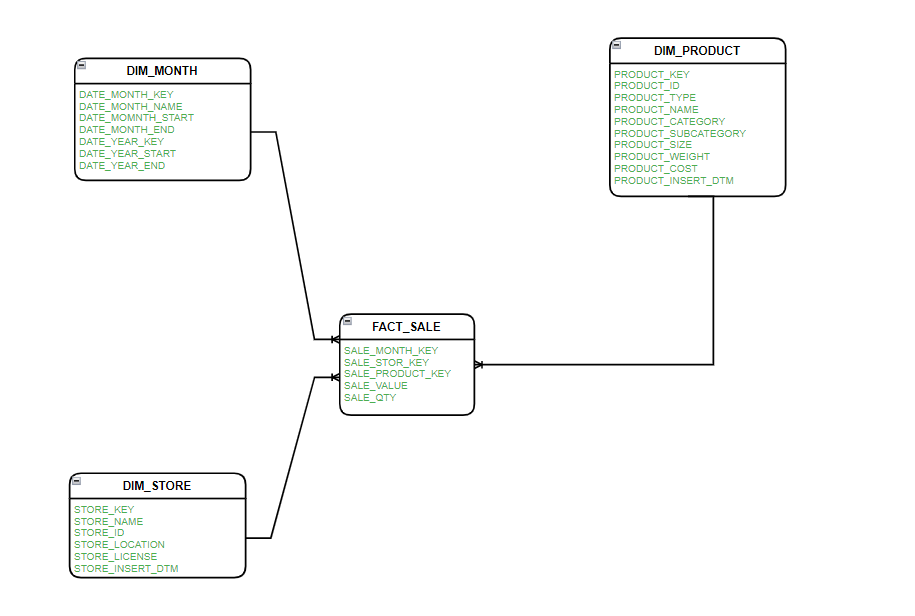 DIM_MONTH
DATE_MONTH_KEY
DATE_MONTH_NAME
DATE_MOMNTH_START
DATE_MONTH_END
DATE_YEAR_KEY
DATE_YEAR_START
DATE_YEAR_END
DIM_PRODUCT
PRODUCT_KEY
PRODUCT_ID
PRODUCT_TYPE
PRODUCT_NAME
PRODUCT_CATEGORY
PRODUCT_SUBCATEGORY
PRODUCT_SIZE
PRODUCT_WEIGHT
PRODUCT_COST
PRODUCT_INSERT_DTM
FACT_SALE
SALE_MONTH_KEY
SALE_STOR_KEY
SALE_PRODUCT_KEY
SALE_VALUE
SALE_QTY
DIM_STORE
STORE_KEY
STORE_NAME
STORE_ID
STORE_LOCATION
STORE_LICENSE
STORE_INSERT_DTM